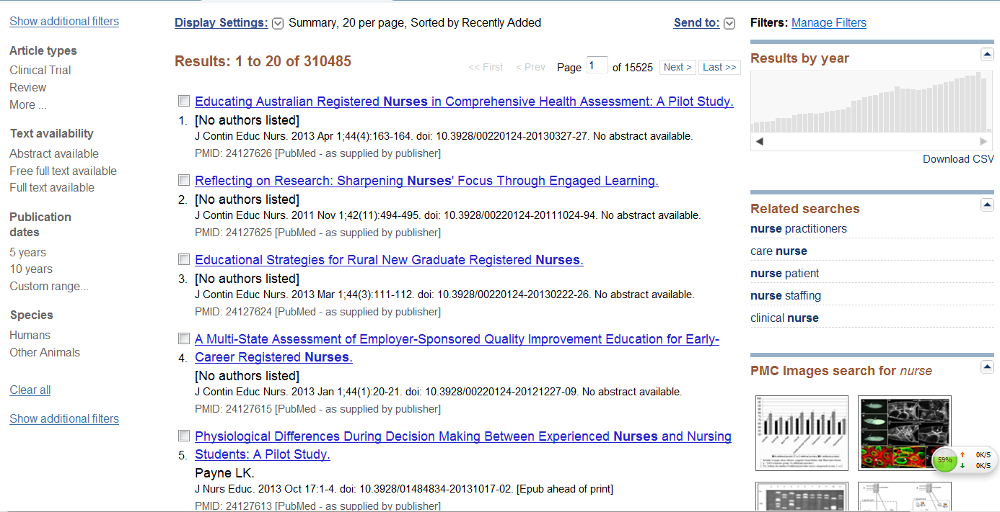 Show additional filters
Article types
Clinical Trial
Review
More ...
Text availability
Abstract available
Free full text available
Full text available
Publication
dates
5 years
10 years
Custom range...
Species
Humans
Other Animals
Clear all
Show additional filters
Display Settings: Summary, 20 per page, Sorted by Recently Added
Send to:
Results: 1 to 20 of 310485
<< First < Prev Page 1 of 15525 Next > Last >>
Educating Australian Registered Nurses in Comprehensive Health Assessment: A Pilot Study.
1. [No authors listed]
J Contin Educ Nurs. 2013 Apr 1;44(4):163-164. doi: 10.3928/00220124-20130327-27. No abstract available.
PMID: 24127626 [PubMed - as supplied by publisher]
Reflecting on Research: Sharpening Nurses' Focus Through Engaged Learning.
2. [No authors listed]
J Contin Educ Nurs. 2011 Nov 1;42(11):494-495. doi: 10.3928/00220124-20111024-94. No abstract available.
PMID: 24127625 [PubMed - as supplied by publisher]
Educational Strategies for Rural New Graduate Registered Nurses.
3. [No authors listed]
J Contin Educ Nurs. 2013 Mar 1;44(3):111-112. doi: 10.3928/00220124-20130222-26. No abstract available.
PMID: 24127624 [PubMed - as supplied by publisher]
A Multi-State Assessment of Employer-Sponsored Quality Improvement Education for Early-
4. Career Registered Nurses.
[No authors listed]
J Contin Educ Nurs. 2013 Jan 1;44(1):20-21. doi: 10.3928/00220124-20121227-09. No abstract available.
PMID: 24127615 [PubMed - as supplied by publisher]
Physiological Differences During Decision Making Between Experienced Nurses and Nursing
5. Students: A Pilot Study.
Payne LK.
J Nurs Educ. 2013 Oct 17:1-4. doi: 10.3928/01484834-20131017-02. [Epub ahead of print]
PMID: 24127613 [PubMed - as supplied by publisher]
Filters: Manage Filters
Results by year
Download CSV
Related searches
nurse practitioners
care nurse
nurse patient
nurse staffing
clinical nurse
PMC Images search for nurse
59%
0K/S
0K/S